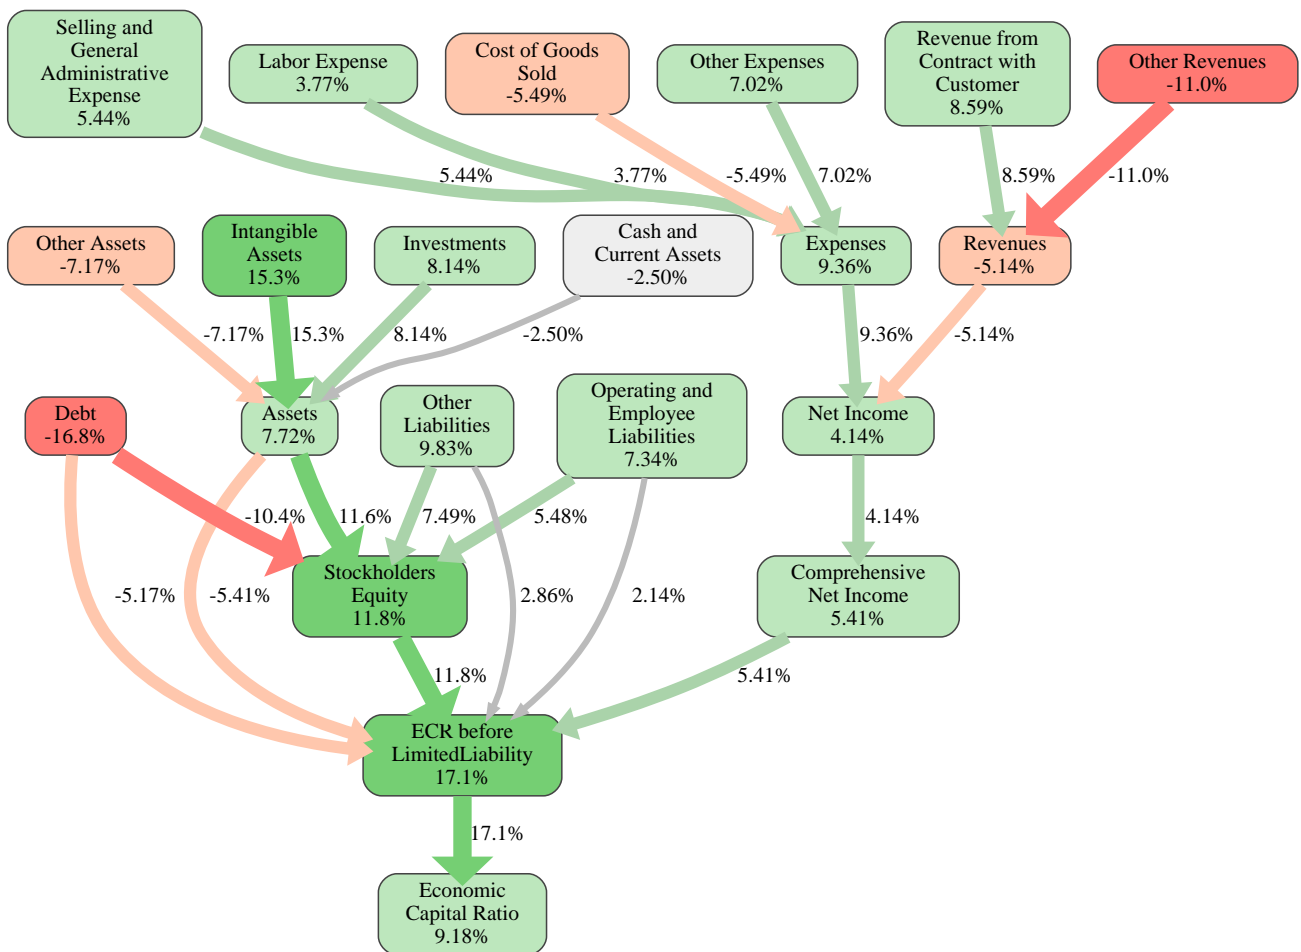 Selling and
General
Administrative
Expense
5.44%
Labor Expense
3.77%
Cost of Goods
Sold
-5.49%
Other Expenses
7.02%
Revenue from
Contract with
Customer
8.59%
Other Revenues
-11.0%
5.44%
3.77%
-5.49%
7.02%
8.59%
-11.0%
Other Assets
-7.17%
Intangible
Assets
15.3%
Investments
8.14%
Cash and
Current Assets
-2.50%
Expenses
9.36%
Revenues
-5.14%
-7.17%
15.3%
8.14%
-2.50%
9.36%
-5.14%
Debt
-16.8%
Assets
7.72%
Other
Liabilities
9.83%
Operating and
Employee
Liabilities
7.34%
Net Income
4.14%
-10.4%
11.6%
7.49%
5.48%
4.14%
-5.17%
-5.41%
Stockholders
Equity
11.8%
2.86%
2.14%
Comprehensive
Net Income
5.41%
11.8%
5.41%
ECR before
LimitedLiability
17.1%
17.1%
Economic
Capital Ratio
9.18%